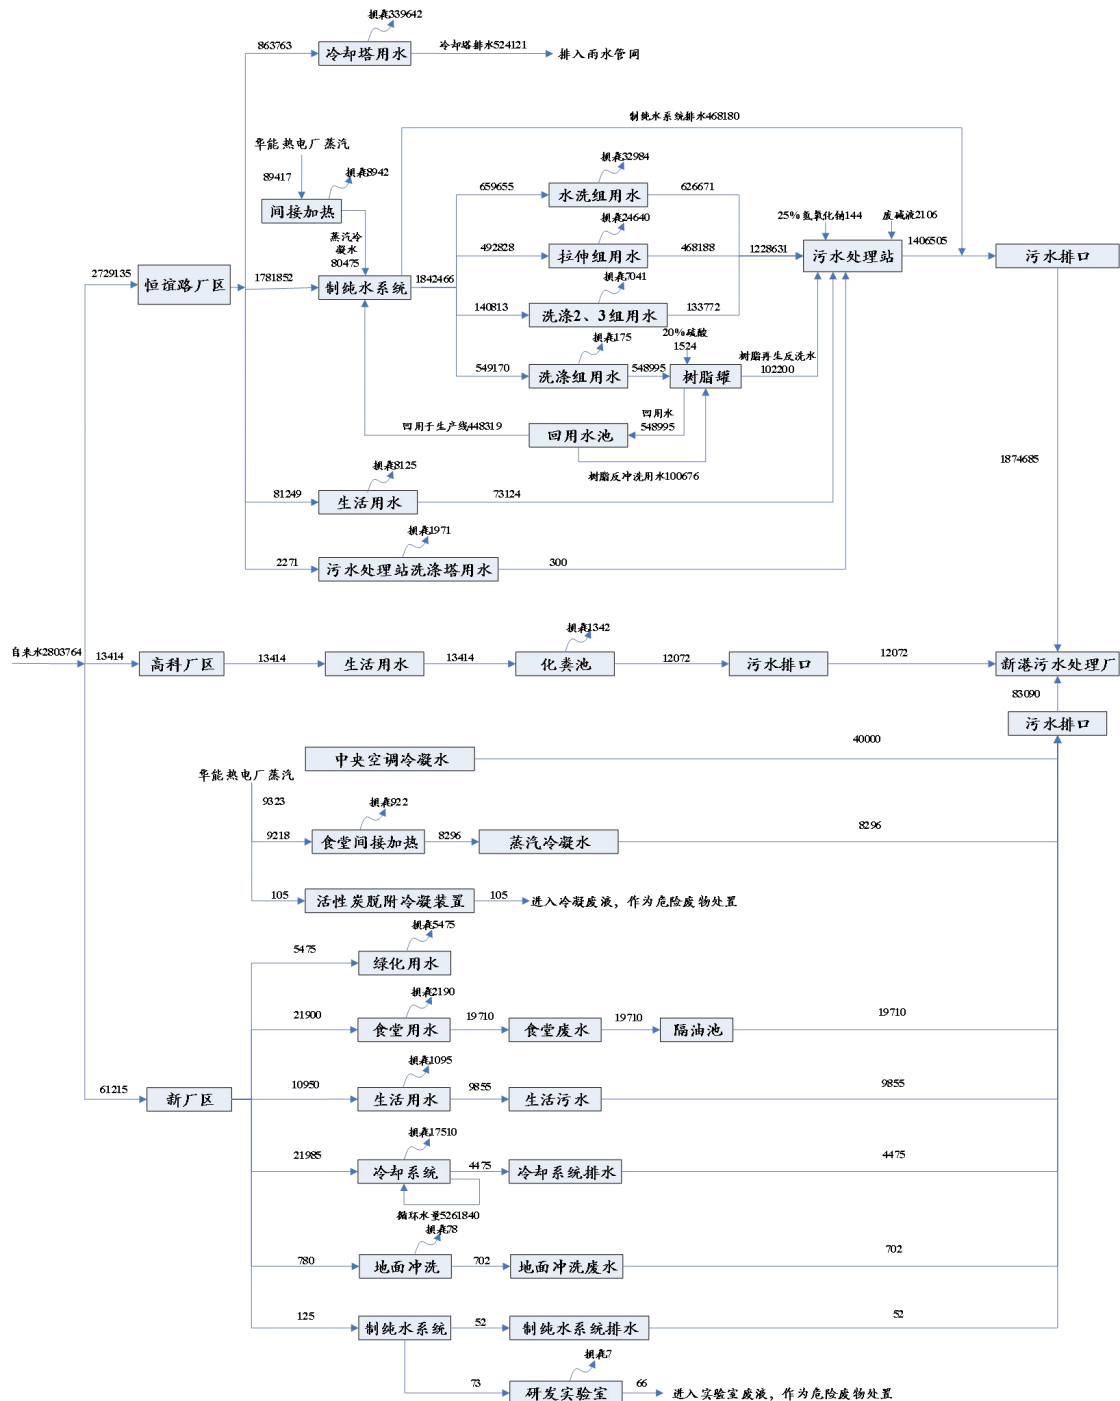 损耗339642
863763
冷却塔用水
冷却塔排水524121
排入雨水管网
制纯水系统排水468180
华能热电厂蒸汽
89417
损耗8942
间接加热
蒸汽冷
凝水
80475
损耗32984
659655
水洗组用水
626671
损耗24640
492828
拉伸组用水
468188
25%氢氧化钠144
废碱液2106
1228631
污水处理站
1406505
污水排口
2729135
恒谊路厂区
1781852
制纯水系统
1842466
损耗7041
140813
洗涤2、3组用水
133772
损耗175
549170
洗涤组用水
548995
20%硫酸
1524
树脂罐
树脂再生反洗水
102200
回用于生产线448319
回用水池
回用水
548995
树脂反冲洗用水100676
1874685
损耗8125
81249
生活用水
73124
损耗1971
2271
污水处理站洗涤塔用水
300
自来水2803764
13414
高科厂区
13414
生活用水
13414
损耗1342
化粪池
12072
污水排口
12072
新港污水处理厂
83090
污水排口
中央空调冷凝水
40000
华能热电厂蒸汽
9323
损耗922
9218
食堂间接加热
8296
蒸汽冷凝水
8296
105
活性炭脱附冷凝装置
105
进入冷凝废液，作为危险废物处置
损耗5475
5475
绿化用水
损耗2190
21900
食堂用水
19710
食堂废水
19710
隔油池
19710
61215
新厂区
损耗1095
10950
生活用水
9855
生活污水
9855
损耗17510
21985
冷却系统
4475
冷却系统排水
4475
循环水量5261840
损耗78
780
地面冲洗
702
地面冲洗废水
702
125
制纯水系统
52
制纯水系统排水
52
损耗7
73
研发实验室
66
进入实验室废液，作为危险废物处置